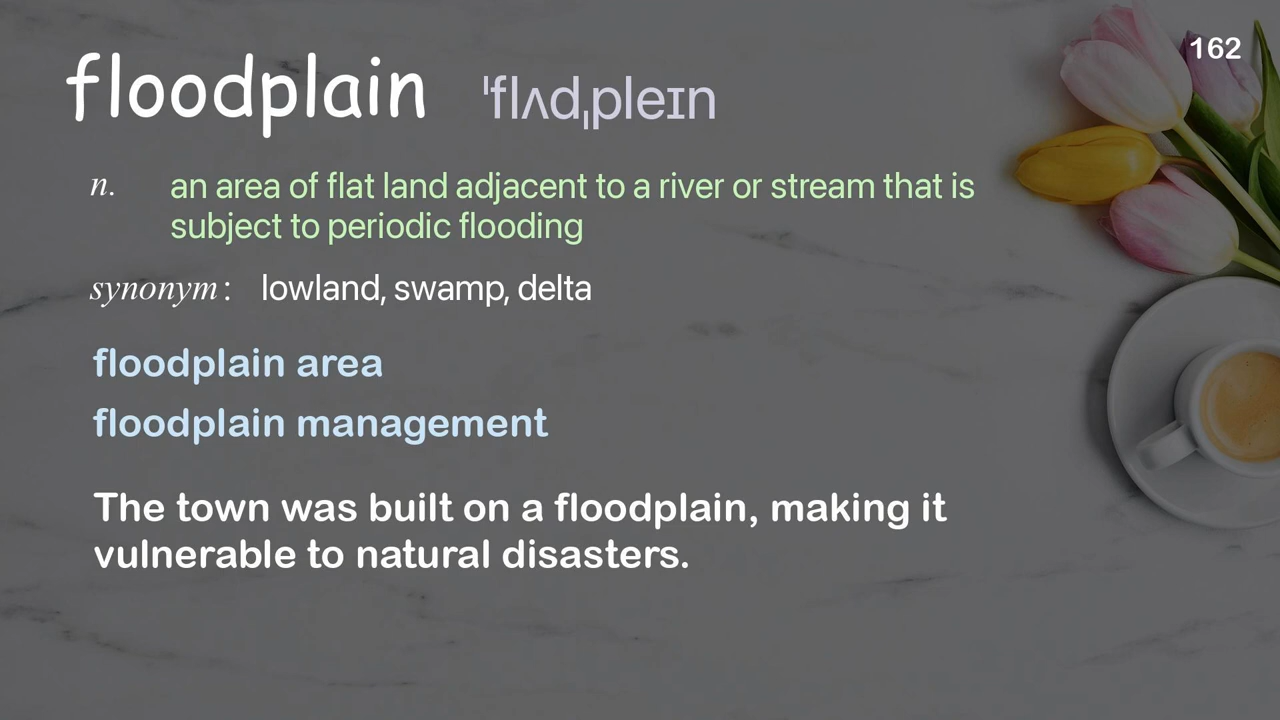 162
floodplain ˈflʌdˌpleɪn
n. an area of flat land adjacent to a river or stream that is
subject to periodic flooding
synonym : lowland, swamp, delta
floodplain area
floodplain management
The town was built on a floodplain, making it
vulnerable to natural disasters.